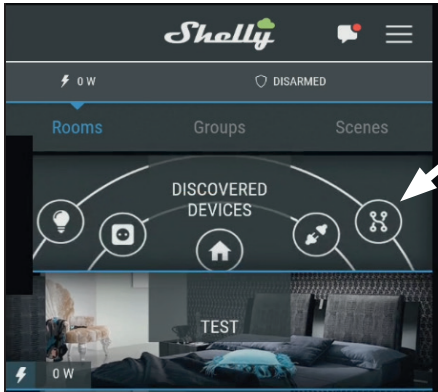 Shelly
0 W
DISARMED
Rooms Groups Scenes
DISCOVERED
DEVICES
TEST
0 W